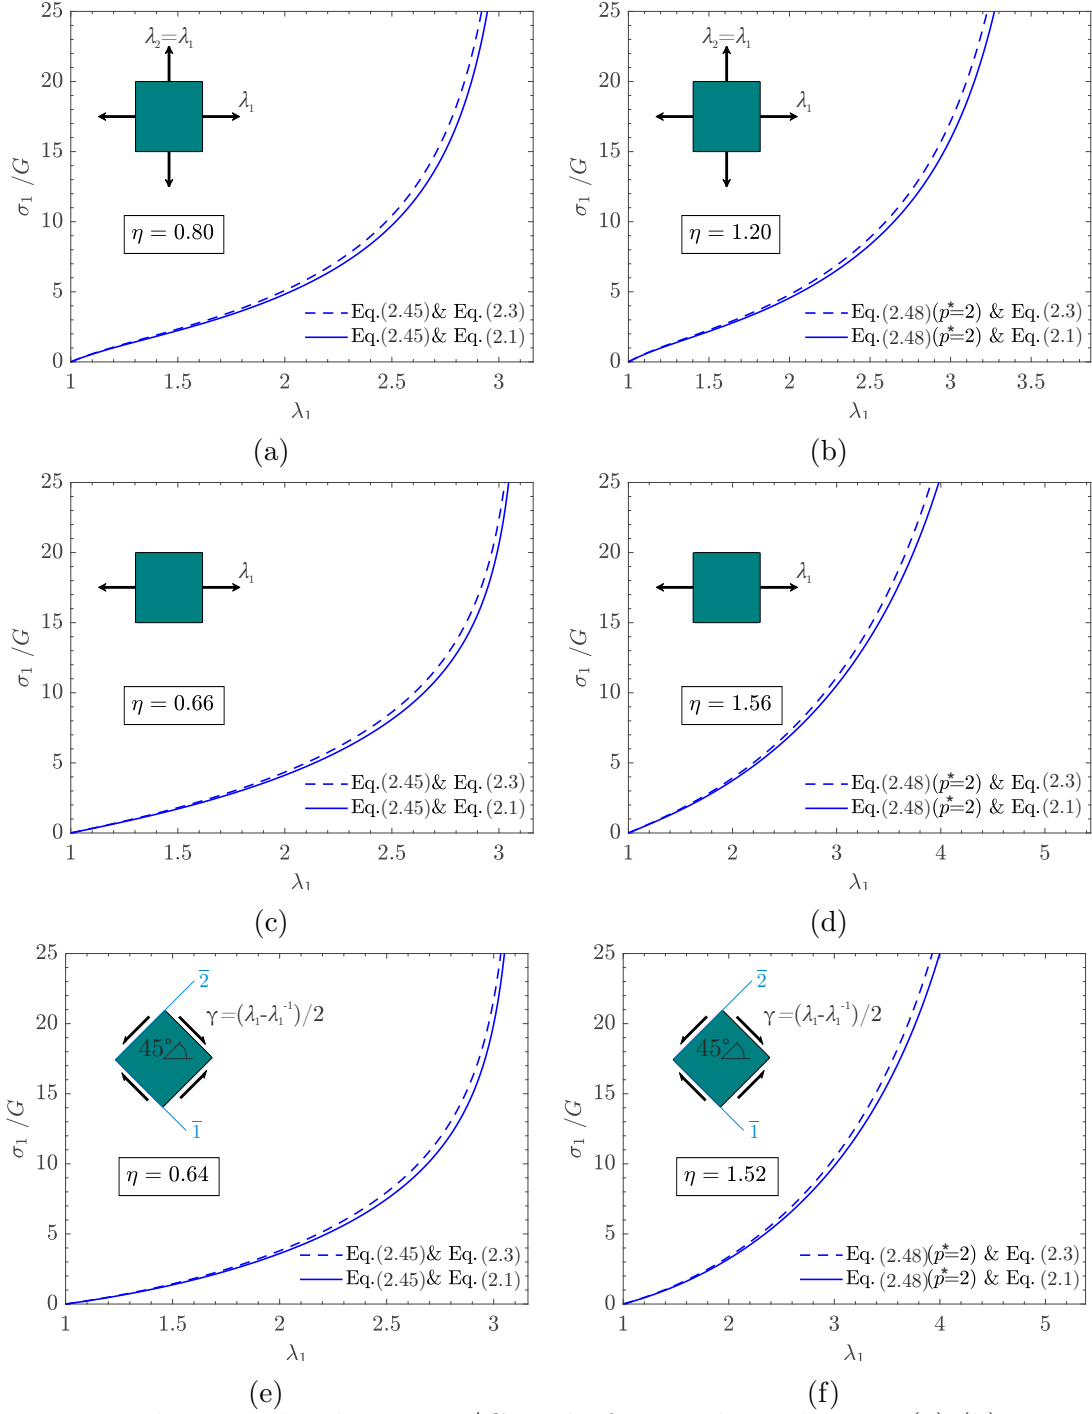 25
20
15
10
5
0
σ₁ /G
λ₂=λ₁
λ₁
η = 0.80
Eq.(2.45)& Eq.(2.3)
Eq.(2.45)& Eq.(2.1)
1 1.5 2 2.5 3
λ₁
(a)
25
20
15
10
5
0
σ₁ /G
λ₂=λ₁
λ₁
η = 1.20
Eq.(2.48)(p*=2) & Eq.(2.3)
Eq.(2.48)(p*=2) & Eq.(2.1)
1 1.5 2 2.5 3 3.5
λ₁
(b)
25
20
15
10
5
0
σ₁ /G
λ₁
η = 0.66
Eq.(2.45)& Eq.(2.3)
Eq.(2.45)& Eq.(2.1)
1 1.5 2 2.5 3
λ₁
(c)
25
20
15
10
5
0
σ₁ /G
λ₁
η = 1.56
Eq.(2.48)(p*=2) & Eq.(2.3)
Eq.(2.48)(p*=2) & Eq.(2.1)
1 2 3 4 5
λ₁
(d)
25
20
15
10
5
0
σ₁ /G
2̅
γ=(λ₁-λ₁⁻¹)/2
45°
1̅
η = 0.64
Eq.(2.45)& Eq.(2.3)
Eq.(2.45)& Eq.(2.1)
1 1.5 2 2.5 3
λ₁
(e)
25
20
15
10
5
0
σ₁ /G
2̅
γ=(λ₁-λ₁⁻¹)/2
45°
1̅
η = 1.52
Eq.(2.48)(p*=2) & Eq.(2.3)
Eq.(2.48)(p*=2) & Eq.(2.1)
1 2 3 4 5
λ₁
(f)